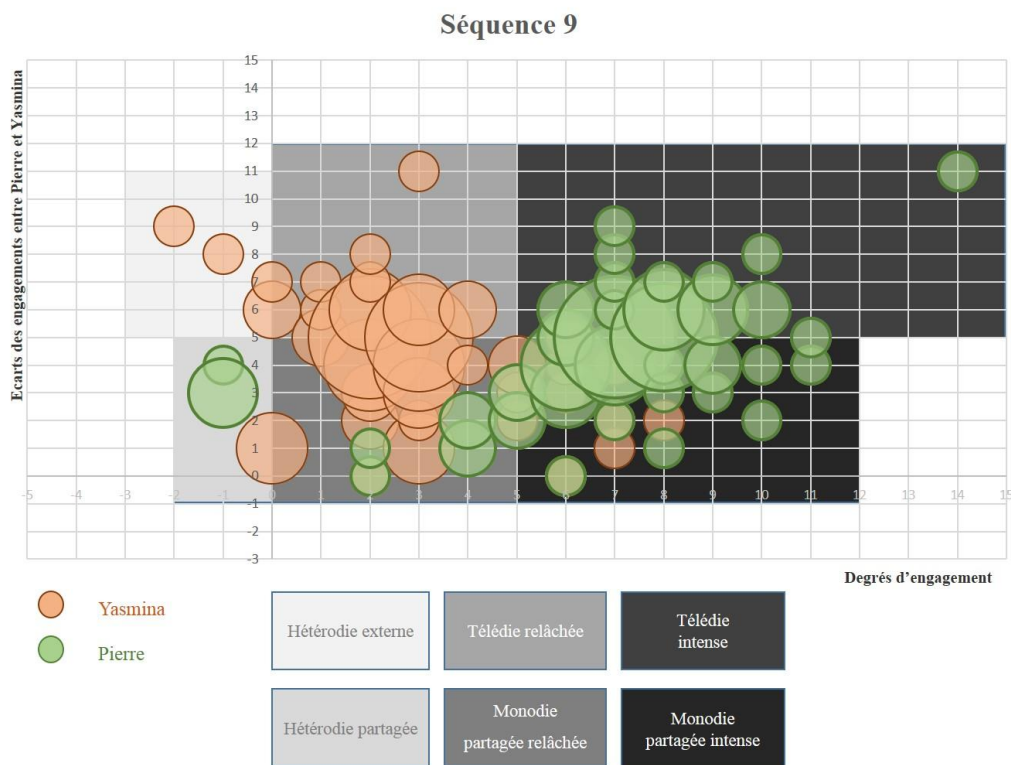 Séquence 9
Ecarts des engagements entre Pierre et Yasmina
15
14
13
12
11
10
9
8
7
6
5
4
3
2
1
0
-1
-2
-3
-5 -4 -3 -2 -1 0 1 2 3 4 5 6 7 8 9 10 11 12 13 14 15
Degrés d’engagement
Yasmina
Pierre
Hétérodie externe
Télédie relâchée
Télédie
intense
Hétérodie partagée
Monodie
partagée relâchée
Monodie
partagée intense